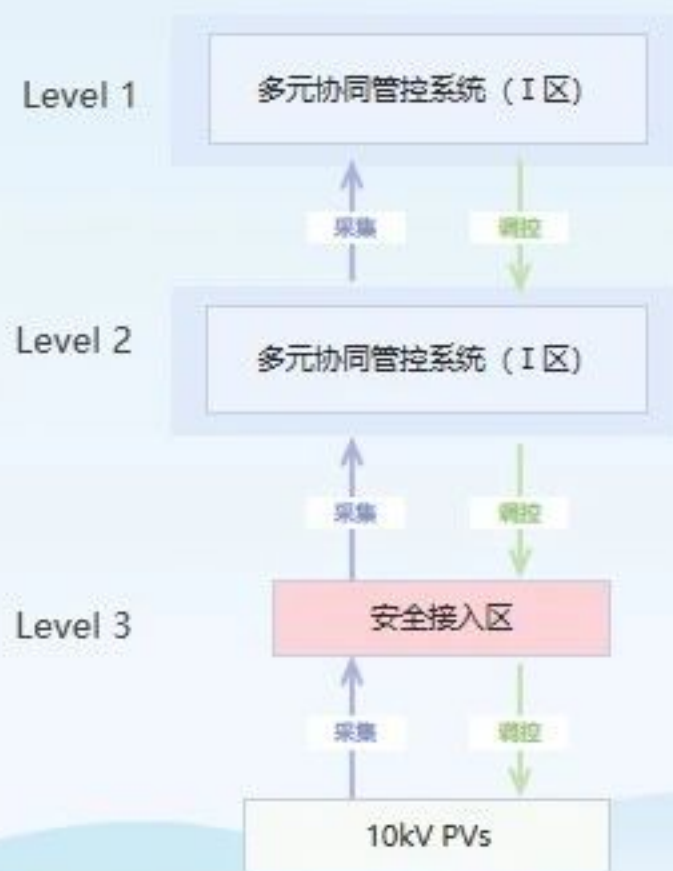 Level 1
多元协同管控系统（I 区）
采集
调控
Level 2
多元协同管控系统（I 区）
采集
调控
Level 3
安全接入区
采集
调控
10kV PVs